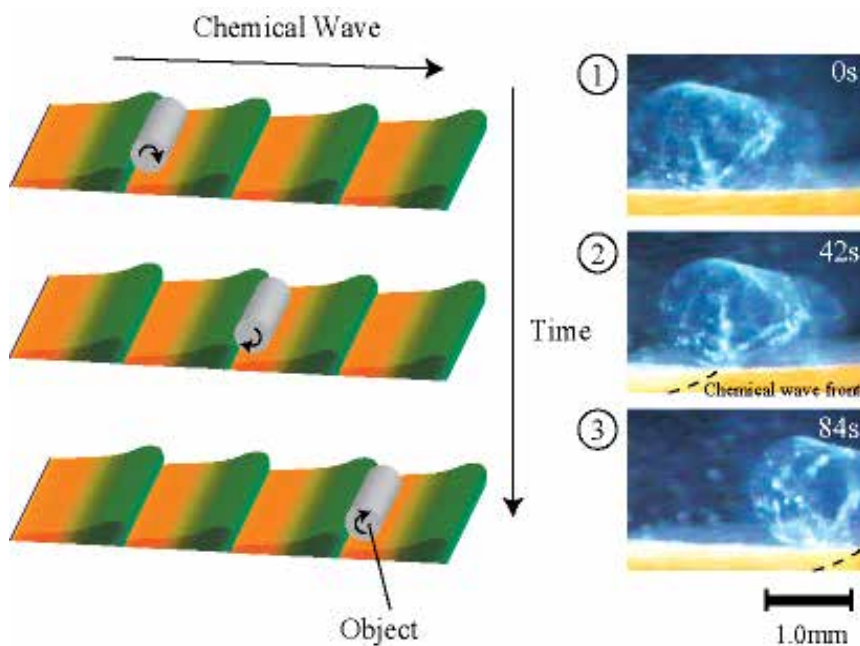 Chemical Wave
Time
Object
1
0s
2
42s
Chemical wave front
3
84s
1.0mm